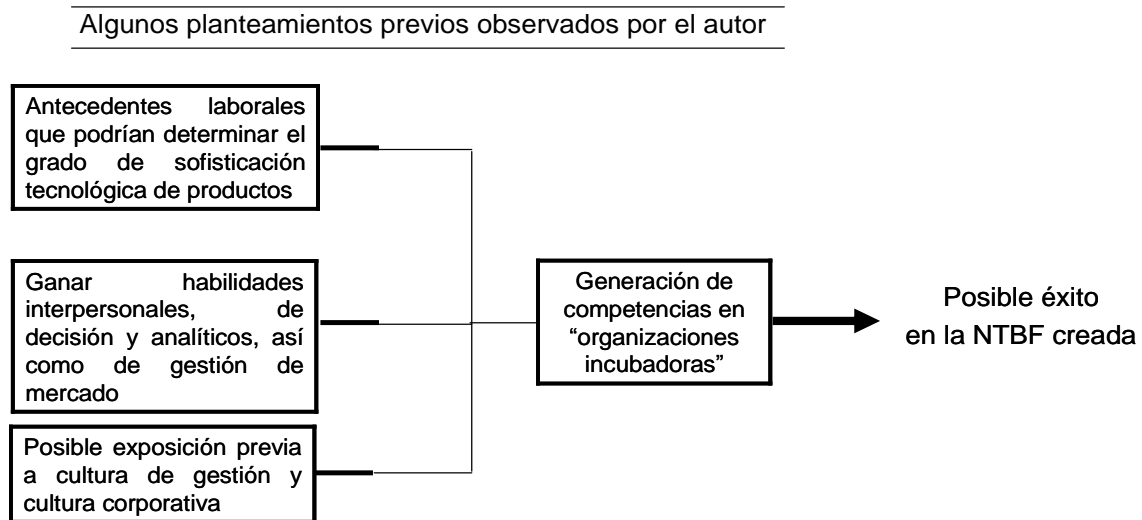 Algunos planteamientos previos observados por el autor
Antecedentes laborales
que podrían determinar el
grado de sofisticación
tecnológica de productos
Ganar habilidades
interpersonales, de
decisión y analíticos, así
como de gestión de
mercado
Posible exposición previa
a cultura de gestión y
cultura corporativa
Generación de
competencias en
“organizaciones
incubadoras”
Posible éxito
en la NTBF creada